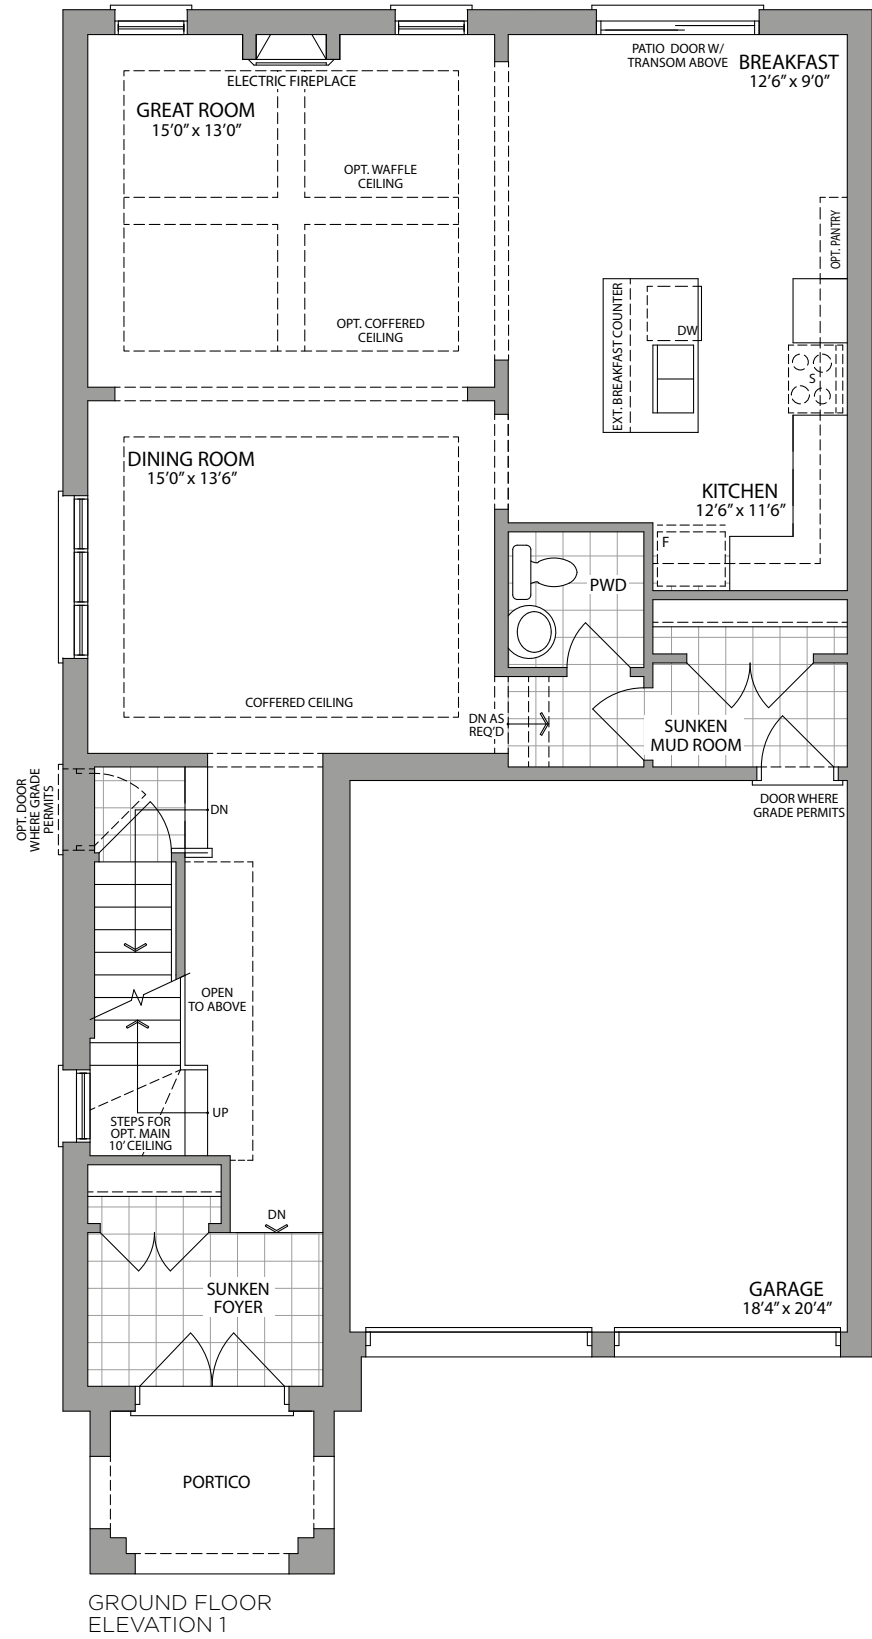 PATIO DOOR W/
TRANSOM ABOVE
BREAKFAST
12'6" x 9'0"
ELECTRIC FIREPLACE
GREAT ROOM
15'0" x 13'0"
OPT. WAFFLE
CEILING
OPT. PANTRY
OPT. COFFERED
CEILING
EXT. BREAKFAST COUNTER
DW
S
DINING ROOM
15'0" x 13'6"
KITCHEN
12'6" x 11'6"
F
PWD
COFFERED CEILING
DN AS
REQ'D
SUNKEN
MUD ROOM
OPT. DOOR
WHERE GRADE
PERMITS
DN
DOOR WHERE
GRADE PERMITS
OPEN
TO ABOVE
UP
STEPS FOR
OPT. MAIN
10' CEILING
DN
SUNKEN
FOYER
GARAGE
18'4" x 20'4"
PORTICO
GROUND FLOOR
ELEVATION 1